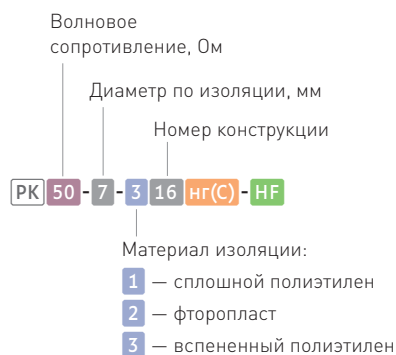 Волновое
сопротивление, Ом
Диаметр по изоляции, мм
Номер конструкции
РК 50 - 7 - 3 16 нг(С) - HF
Материал изоляции:
1 — сплошной полиэтилен
2 — фторопласт
3 — вспененный полиэтилен